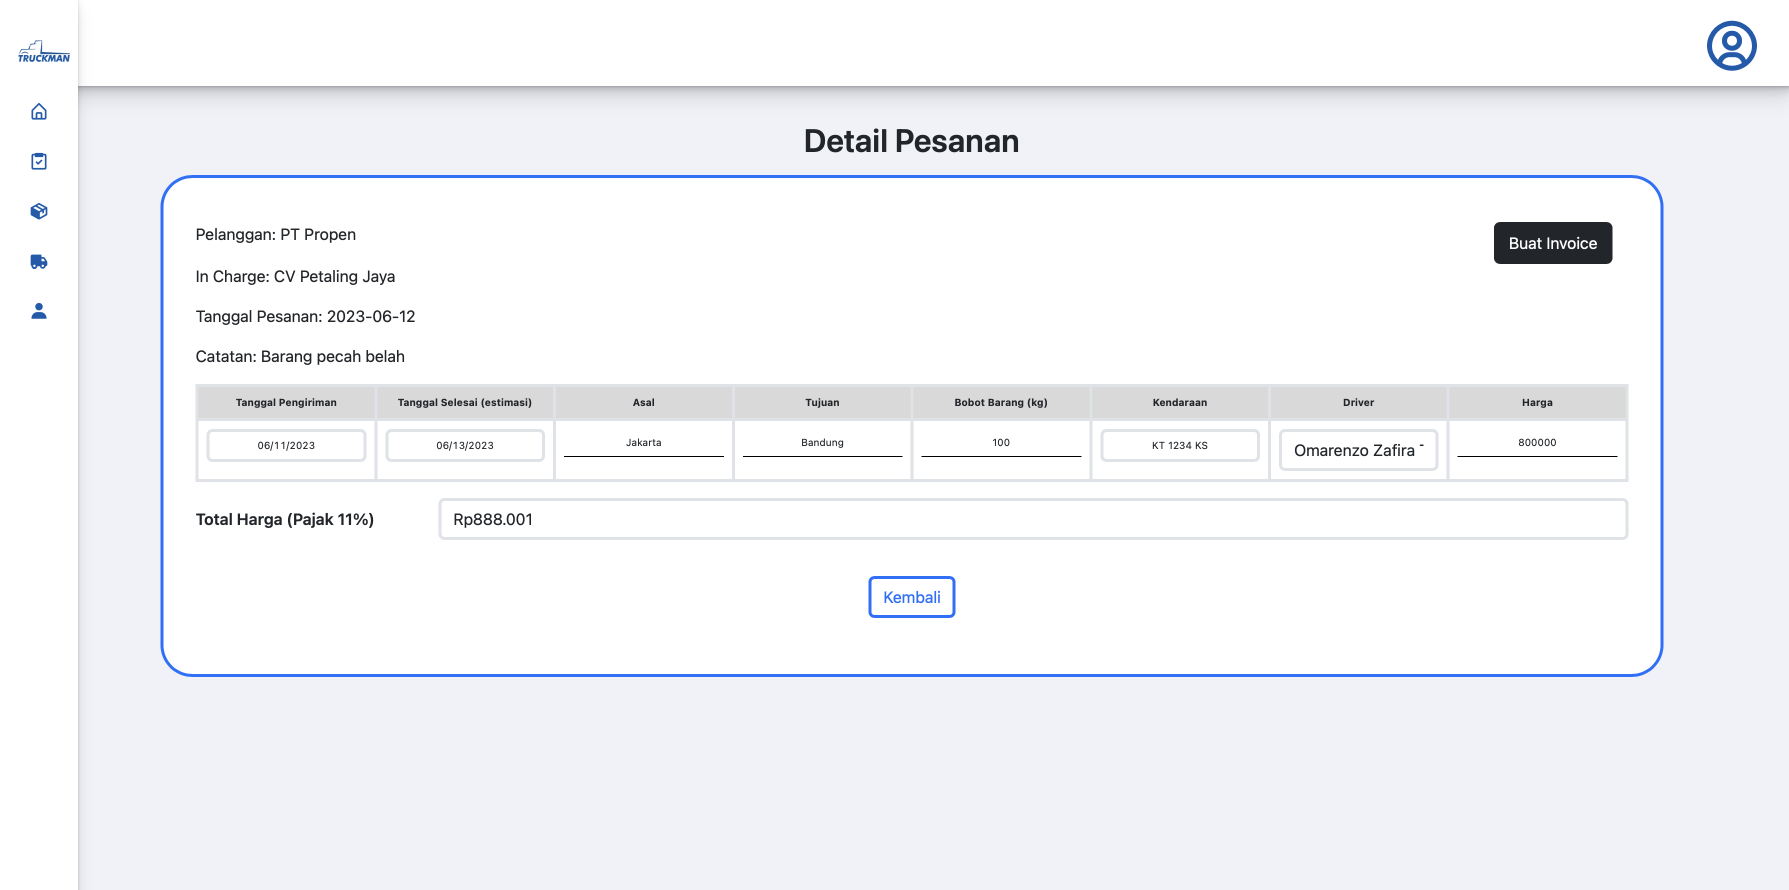 TRUCKMAN
Detail Pesanan
Pelanggan: PT Propen
Buat Invoice
In Charge: CV Petaling Jaya
Tanggal Pesanan: 2023-06-12
Catatan: Barang pecah belah
Tanggal Pengiriman Tanggal Selesai (estimasi) Asal Tujuan Bobot Barang (kg) Kendaraan Driver Harga
06/11/2023 06/13/2023 Jakarta Bandung 100 KT 1234 KS Omarenzo Zafira 800000
Total Harga (Pajak 11%) Rp888.001
Kembali